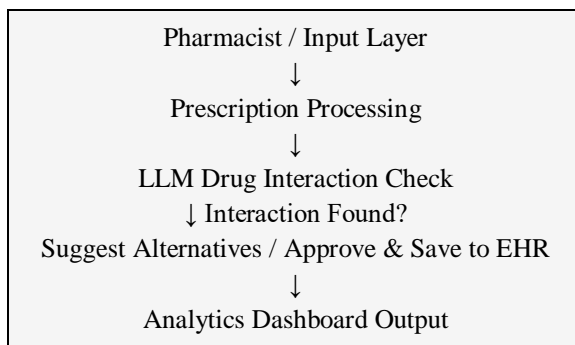 Pharmacist / Input Layer
↓
Prescription Processing
↓
LLM Drug Interaction Check
↓ Interaction Found?
Suggest Alternatives / Approve & Save to EHR
↓
Analytics Dashboard Output